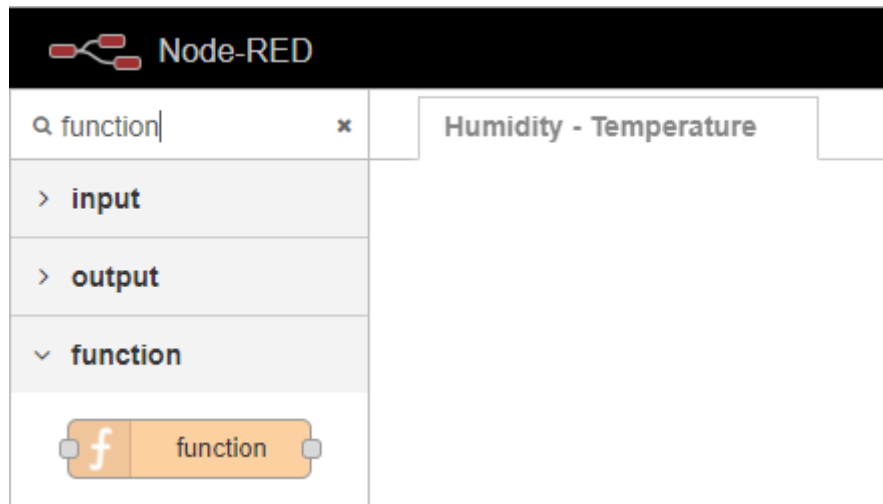 Node-RED
function
Humidity - Temperature
input
output
function
function